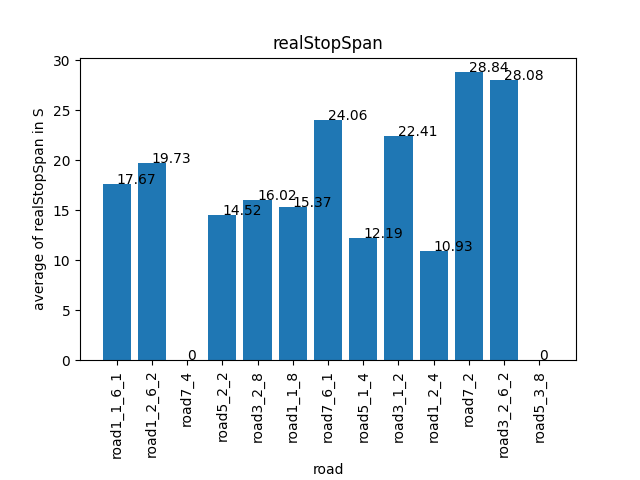 realStopSpan
average of realStopSpan in S
30
25
20
15
10
5
0
17.67
19.73
0
14.52
16.02
15.37
24.06
12.19
22.41
10.93
28.84
28.08
0
road1_1_6_1
road1_2_6_2
road7_4
road5_2_2
road3_2_8
road1_1_8
road7_6_1
road5_1_4
road3_1_2
road1_2_4
road7_2
road3_2_6_2
road5_3_8
road